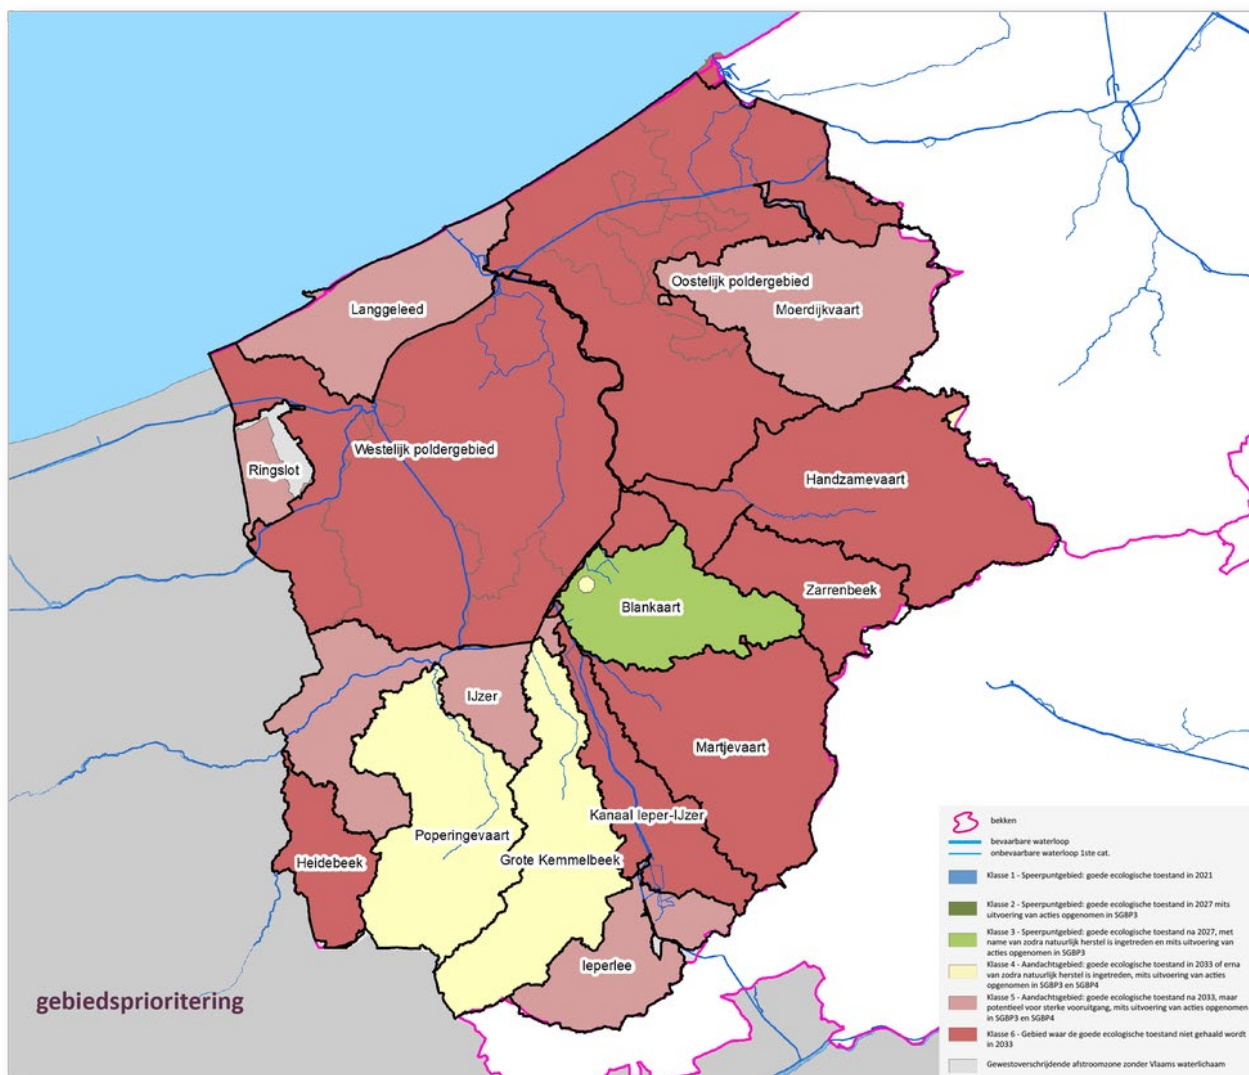 Langgeleed
Oostelijk poldergebied
Moerdijkvaart
Westelijk poldergebied
Ringslot
Handzamevaart
Zarrenbeek
Blankaart
IJzer
Martjevaart
Kanaal Ieper-IJzer
Poperingevaart
Grote Kemmelbeek
Heidebeek
Ieperlee
gebiedsprioritering
bekken
bevaarbare waterloop
onbevaarbare waterloop 1ste cat.
Klasse 1 - Speerpuntgebied: goede ecologische toestand in 2021
Klasse 2 - Speerpuntgebied: goede ecologische toestand in 2027 mits
uitvoering van acties opgenomen in SGBP3
Klasse 3 - Speerpuntgebied: goede ecologische toestand na 2027, met
name van zodra natuurlijk herstel is ingetreden en mits uitvoering van
acties opgenomen in SGBP3
Klasse 4 - Aandachtsgebied: goede ecologische toestand in 2033 of erna
van zodra natuurlijk herstel is ingetreden, mits uitvoering van acties
opgenomen in SGBP3 en SGBP4
Klasse 5 - Aandachtsgebied: goede ecologische toestand na 2033, maar
potentieel voor sterke vooruitgang, mits uitvoering van acties opgenomen
in SGBP3 en SGBP4
Klasse 6 - Gebied waar de goede ecologische toestand niet gehaald wordt
in 2033
Gewestoverschrijdende afstroomzone zonder Vlaams waterlichaam